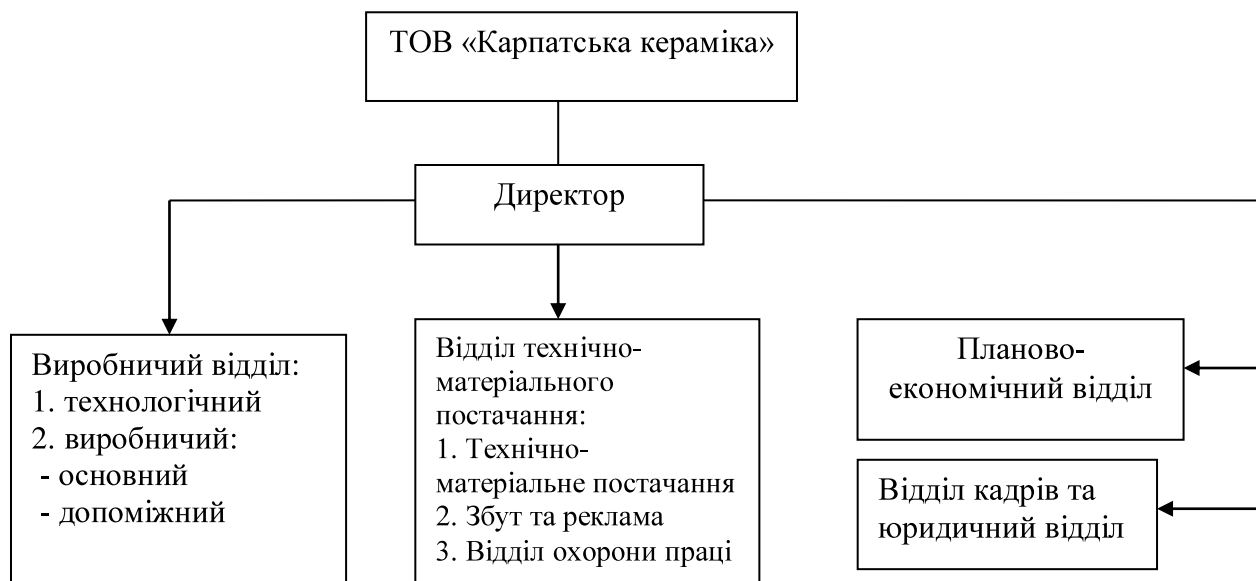 ТОВ «Карпатська кераміка»
Директор
Виробничий відділ:
1. технологічний
2. виробничий:
- основний
- допоміжний
Відділ технічно-
матеріального
постачання:
1. Технічно-
матеріальне постачання
2. Збут та реклама
3. Відділ охорони праці
Планово-
економічний відділ
Відділ кадрів та
юридичний відділ